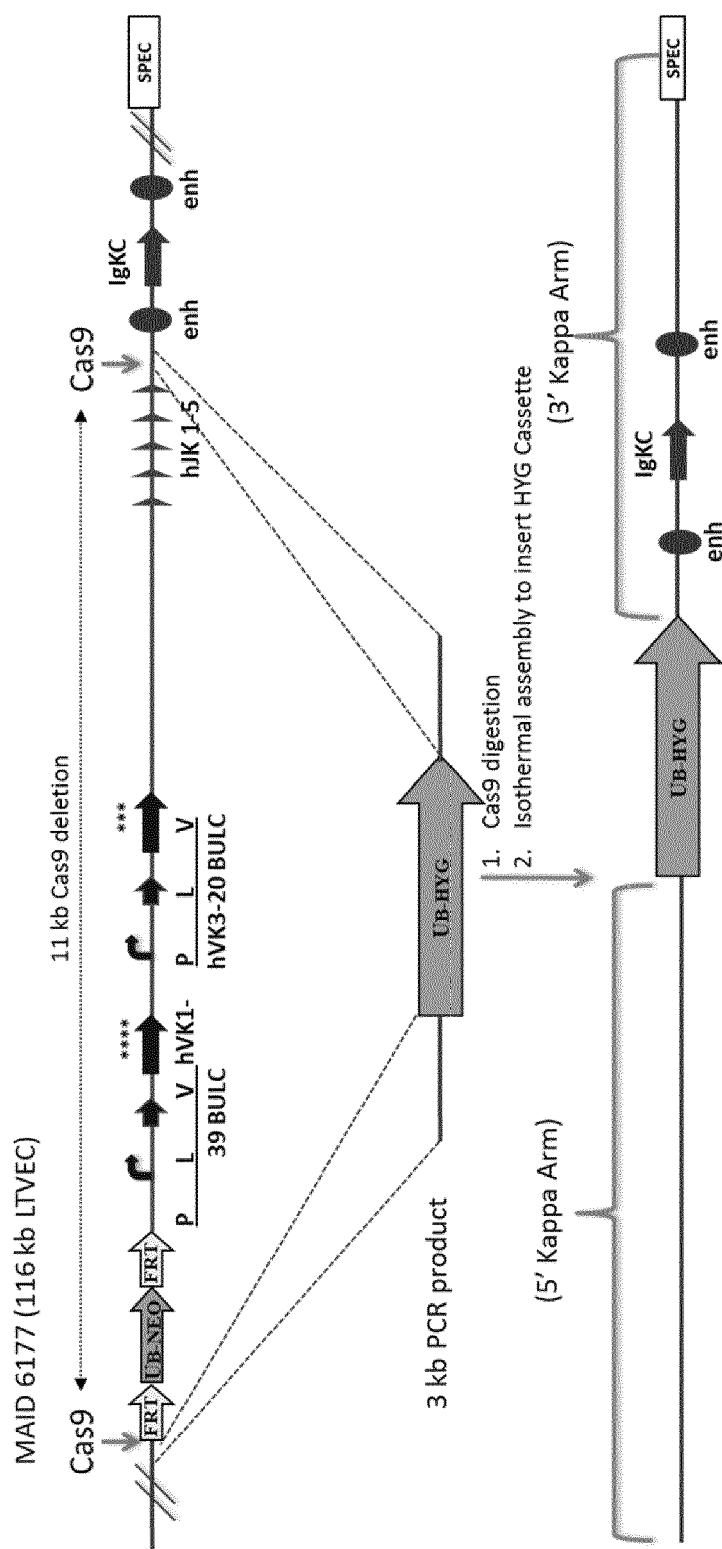 MAID 6177 (116 kb LTVEC)
11 kb Cas9 deletion
Cas9
Cas9
FRT
UB-NEO
FRT
****
***
IgKC
SPEC
P L V hVK1-
39 BULC
P L V
hVK3-20 BULC
hJK 1-5
enh
enh
UB-HYG
3 kb PCR product
1. Cas9 digestion
2. Isothermal assembly to insert HYG Cassette
(5' Kappa Arm)
(3' Kappa Arm)
UB-HYG
IgKC
SPEC
enh
enh